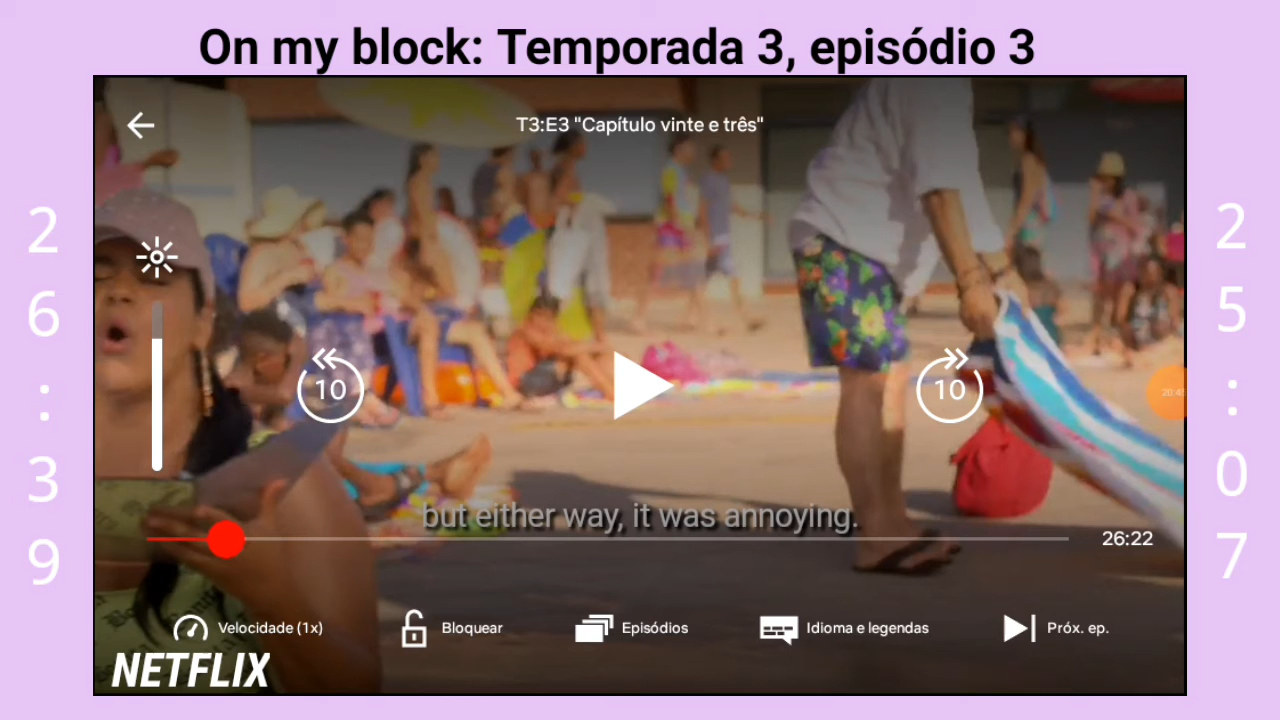 On my block: Temporada 3, episódio 3
T3:E3 "Capítulo vinte e três"
2
6
:
3
9
2
5
:
0
7
10
10
20:45
but either way, it was annoying.
26:22
Velocidade (1x) Bloquear Episódios Idioma e legendas Próx. ep.
NETFLIX